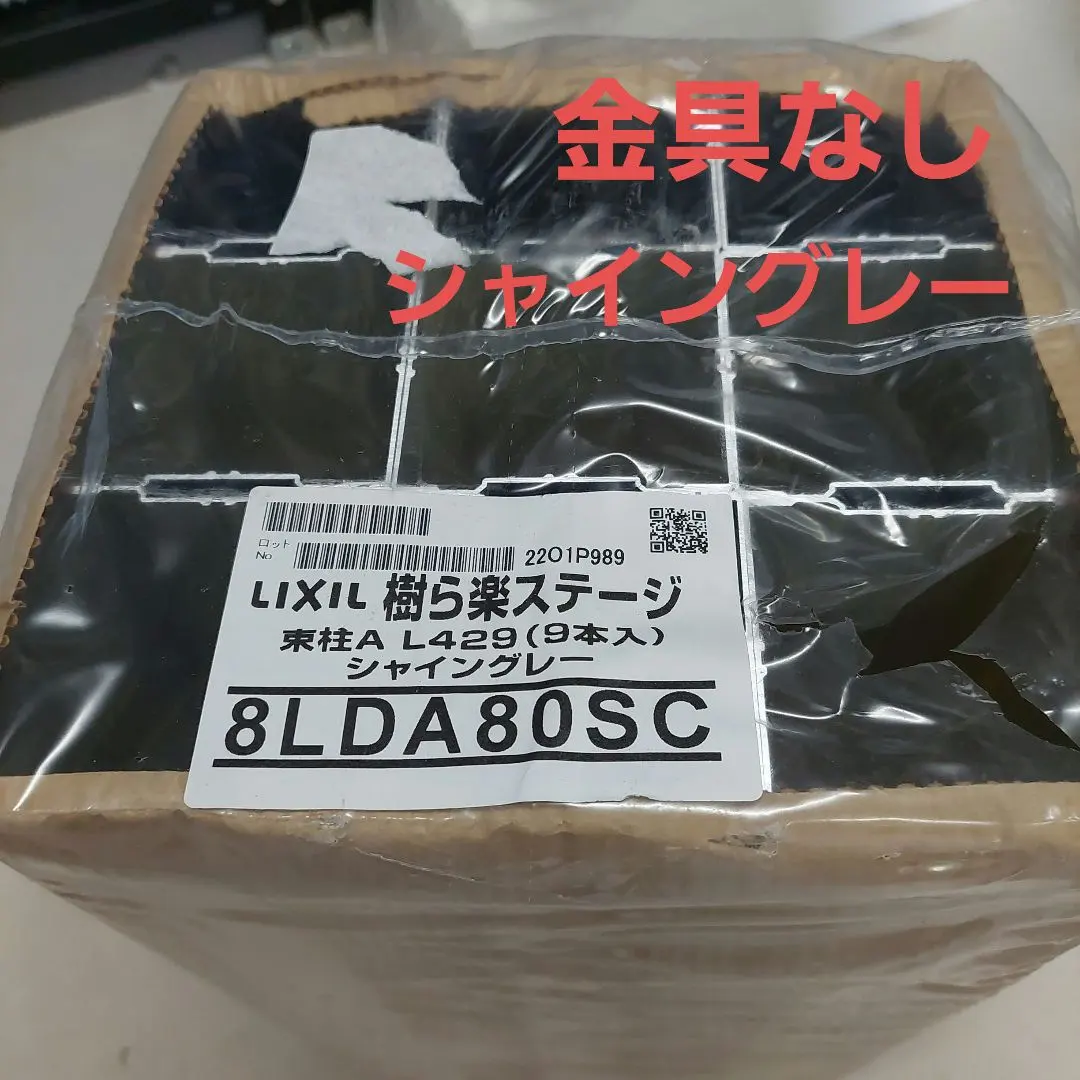 金具なし
シャイングレー
ロット
No
2201P989
LIXIL 樹ら楽ステージ
束柱A L429(9本入)
シャイングレー
8LDA80SC